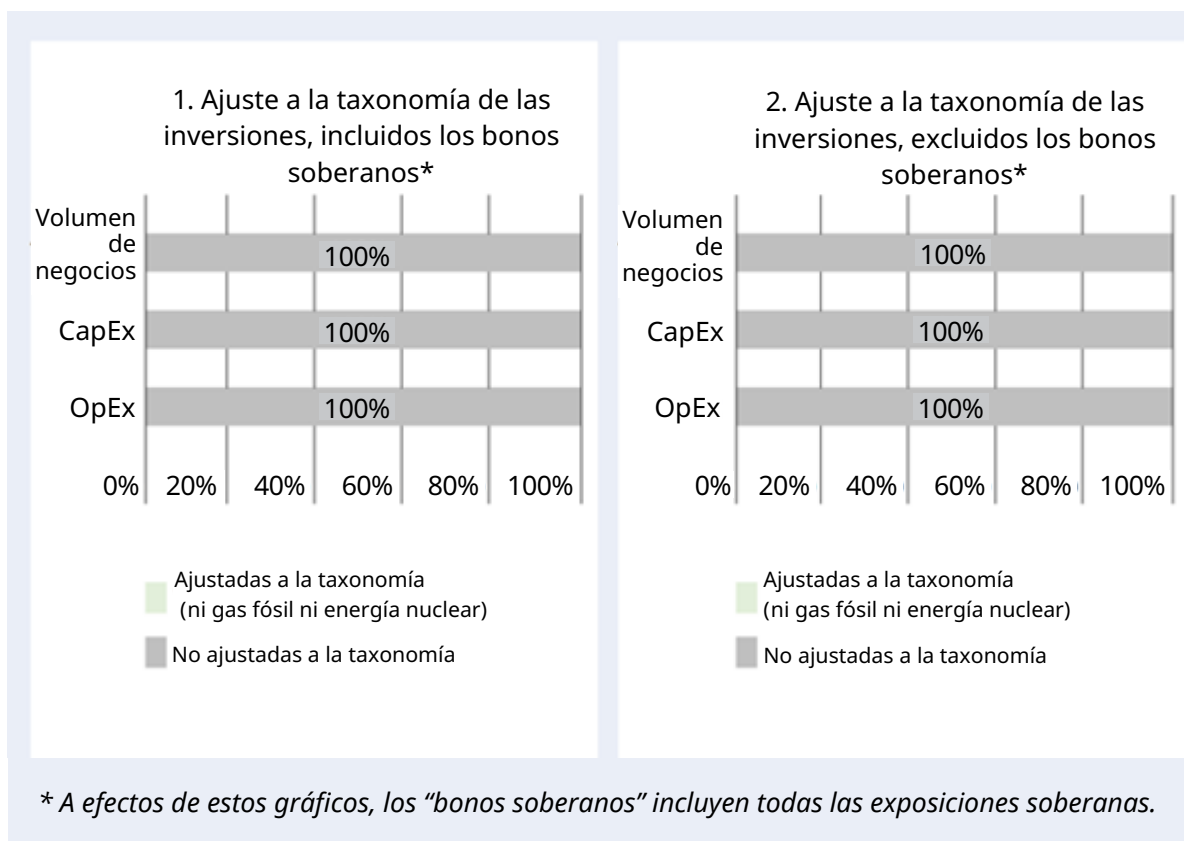 1. Ajuste a la taxonomía de las
inversiones, incluidos los bonos
soberanos*
Volumen
de
negocios
100%
CapEx
100%
OpEx
100%
0% 20% 40% 60% 80% 100%
Ajustadas a la taxonomía
(ni gas fósil ni energía nuclear)
No ajustadas a la taxonomía
2. Ajuste a la taxonomía de las
inversiones, excluidos los bonos
soberanos*
Volumen
de
negocios
100%
CapEx
100%
OpEx
100%
0% 20% 40% 60% 80% 100%
Ajustadas a la taxonomía
(ni gas fósil ni energía nuclear)
No ajustadas a la taxonomía
* A efectos de estos gráficos, los “bonos soberanos” incluyen todas las exposiciones soberanas.